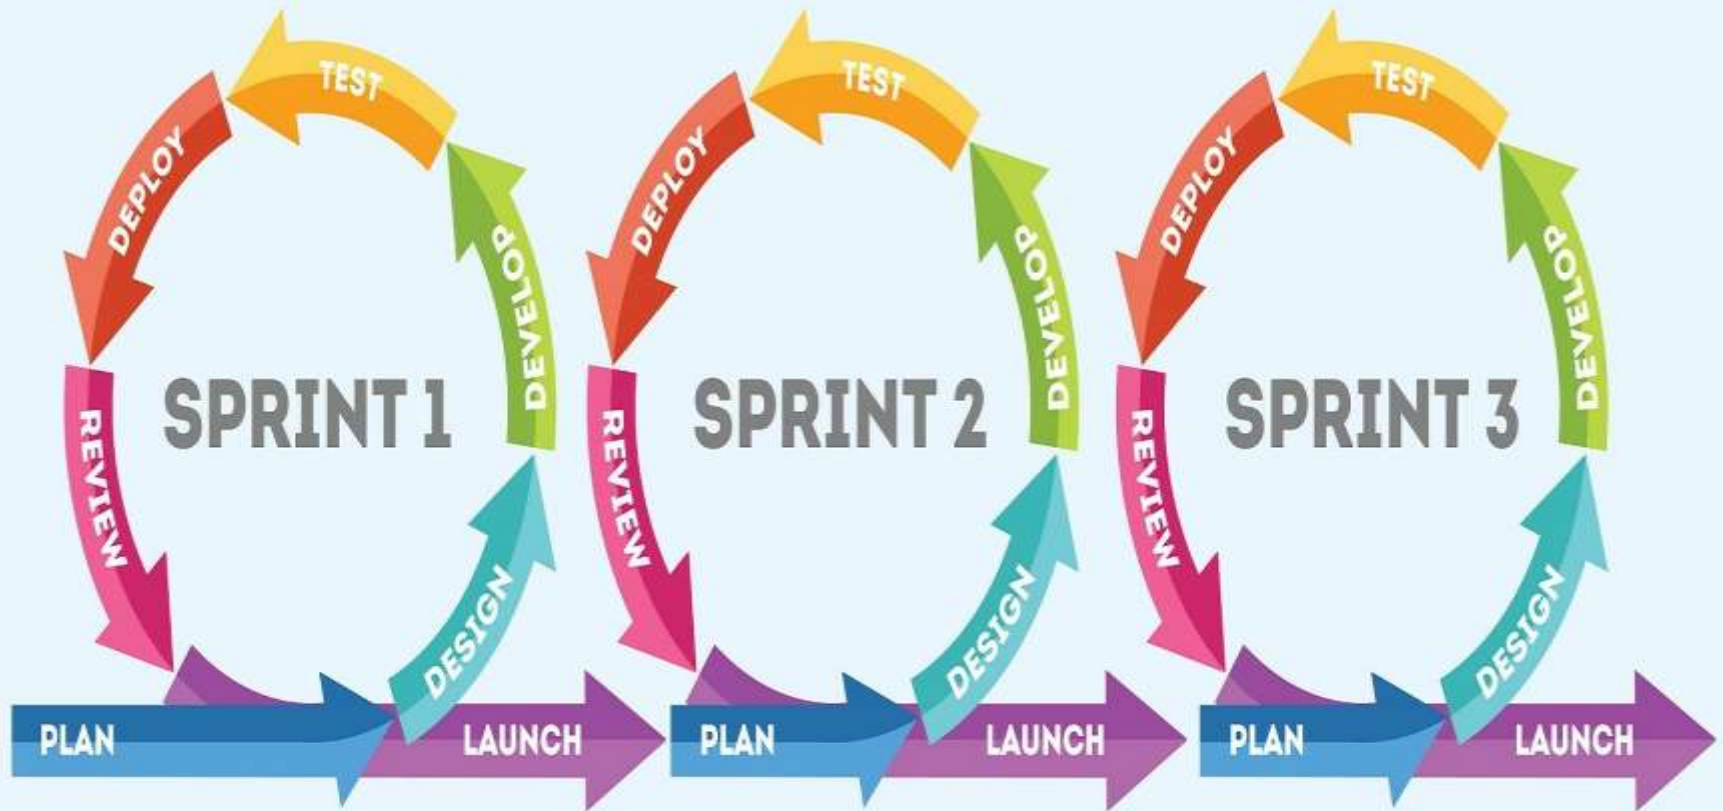 TEST
DEPLOY
DEVELOP
SPRINT 1
REVIEW
DESIGN
PLAN
LAUNCH
TEST
DEPLOY
DEVELOP
SPRINT 2
REVIEW
DESIGN
PLAN
LAUNCH
TEST
DEPLOY
DEVELOP
SPRINT 3
REVIEW
DESIGN
PLAN
LAUNCH